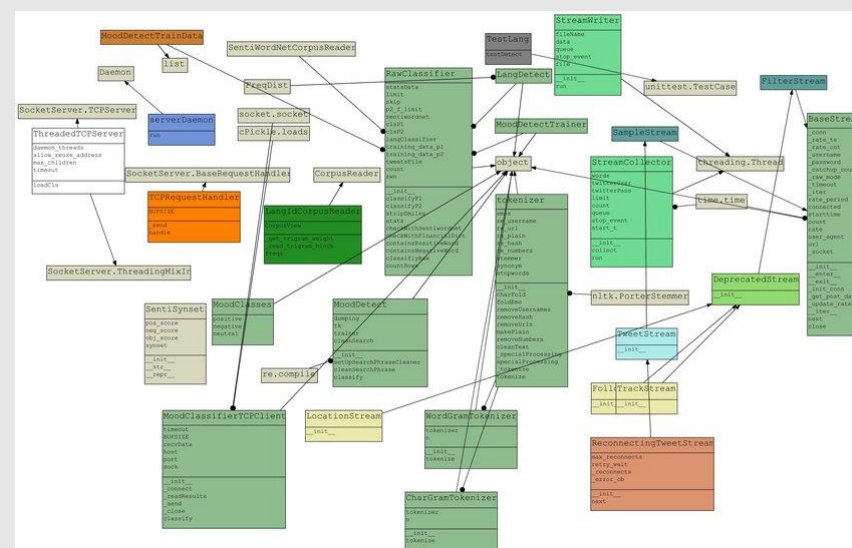 MoodDetectTrainData
list
Daemon
SocketServer.TCPServer
ThreadedTCPServer
daemon_threads
allow_reuse_address
max_children
timeout
loadCls
serverDaemon
run
SocketServer.BaseRequestHandler
TCPRequestHandler
BUFSIZE
_send
handle
SocketServer.ThreadingMixIn
SentiWordNetCorpusReader
FreqDist
socket.socket
cPickle.loads
CorpusReader
LangIdCorpusReader
CorpusView
_get_trigram_weight
_read_trigram_block
freqs
RawClassifier
statsData
limit
skip
p2_f_limit
sentiwordnet
clsP1
clsP2
langClassifier
training_data_p1
training_data_p2
tweetsFile
count
__init__
classifyP1
classifyP2
stripSmiles
stats
checkWithSentiwordnet
checkWithFinancialDict
containsPositiveWord
containsNegativeWord
classifyRaw
countRows
TestLang
testDetect
LangDetect
MoodDetectTrainer
object
tokenizer
rm_username
rm_url
rm_plain
rm_hash
rm_numbers
stemmer
synonym
stopwords
__init__
charFold
foldEmo
removeUsernames
removeHash
removeUrls
makePlain
removeNumbers
cleanText
_specialProcessing
specialProcessing
_tokenize
tokenize
StreamWriter
fileName
data
queue
stop_event
file
__init__
run
unittest.TestCase
FilterStream
SampleStream
BaseStream
_conn
_rate_ts
_rate_cnt
_username
_password
_catchup_count
_raw_mode
_timeout
_iter
rate_period
connected
starttime
count
rate
user_agent
url
_socket
__init__
__enter__
__exit__
_init_conn
_get_post_data
_update_rate
__iter__
next
close
StreamCollector
words
twitterUser
twitterPass
limit
count
queue
stop_event
start_t
__init__
collect
run
threading.Thread
time.time
nltk.PorterStemmer
DeprecatedStream
__init__
TweetStream
__init__
TrackStream
__init__
ReconnectingTweetStream
max_reconnects
retry_wait
_reconnects
_error_cb
__init__
next
SentiSynset
pos_score
neg_score
obj_score
synset
__init__
__str__
__repr__
MoodClasses
positive
negative
neutral
MoodDetect
dumping
tk
trainer
cleanSearch
__init__
setUpSearchPhraseCleaner
cleanSearchPhrase
classify
re.compile
MoodClassifierTCPClient
timeout
BUFSIZE
recvData
host
port
sock
__init__
_connect
_readResults
_send
_close
classify
LocationStream
__init__
WordGramTokenizer
tokenizer
n
__init__
tokenize
CharGramTokenizer
tokenizer
n
__init__
tokenize